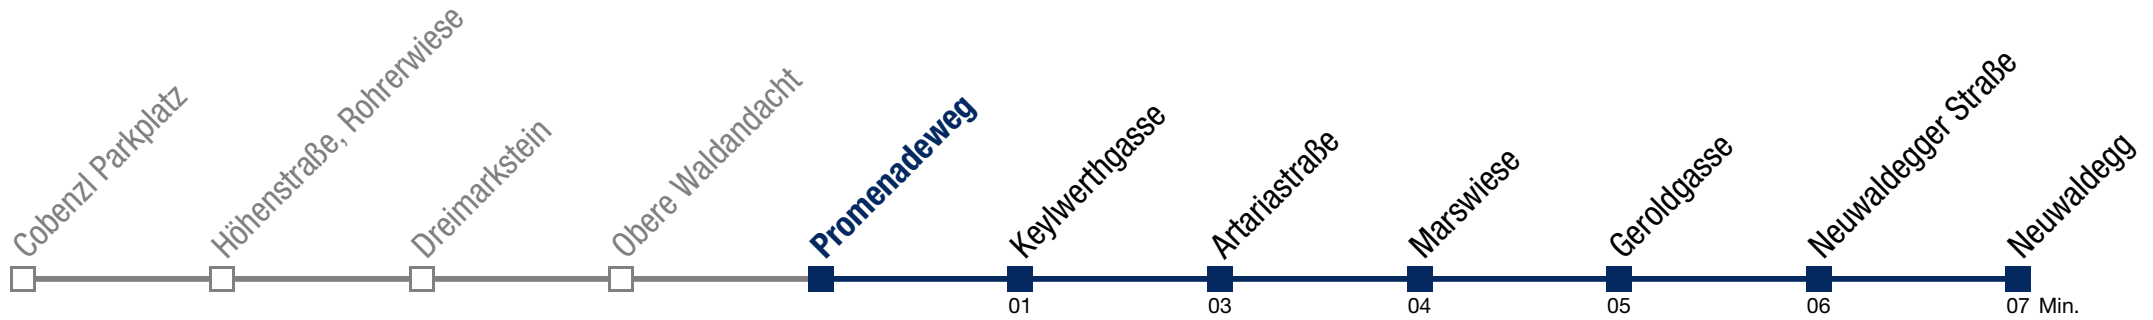 Cobenzl Parkplatz
Höhenstraße, Rohrerwiese
Dreimarkstein
Obere Waldandacht
Promenadeweg
Keylwerthgasse
Artariastraße
Marswiese
Geroldgasse
Neuwaldegger Straße
Neuwaldegg
01 03 04 05 06 07 Min.